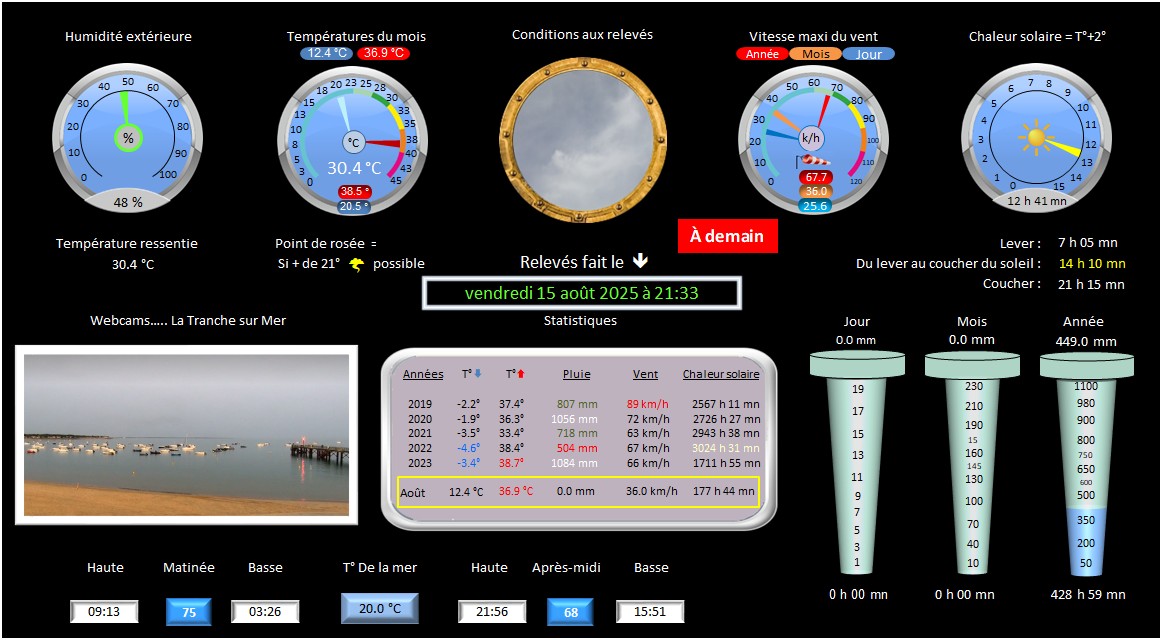 Humidité extérieure
Températures du mois
12.4 °C 36.9 °C
Conditions aux relevés
Vitesse maxi du vent
Année Mois Jour
Chaleur solaire = T°+2°
0 10 20 30 40 50 60 70 80 90 100
%
48 %
0 3 5 8 10 13 15 18 20 23 25 28 30 33 35 38 40 43 45
°C
30.4 °C
38.5 °
20.5 °
0 10 20 30 40 50 60 70 80 90 100 110 120
k/h
67.7
36.0
25.6
0 1 2 3 4 5 6 7 8 9 10 11 12 13 14 15
12 h 41 mn
Température ressentie
30.4 °C
Point de rosée =
Si + de 21° possible
À demain
Relevés fait le
vendredi 15 août 2025 à 21:33
Lever : 7 h 05 mn
Du lever au coucher du soleil : 14 h 10 mn
Coucher : 21 h 15 mn
Webcams..... La Tranche sur Mer
Statistiques
Années T° T° Pluie Vent Chaleur solaire
2019 -2.2° 37.4° 807 mm 89 km/h 2567 h 11 mn
2020 -1.9° 36.3° 1056 mm 72 km/h 2726 h 27 mn
2021 -3.5° 33.4° 718 mm 63 km/h 2943 h 38 mn
2022 -4.6° 38.4° 504 mm 67 km/h 3024 h 31 mn
2023 -3.4° 38.7° 1084 mm 66 km/h 1711 h 55 mn
Août 12.4 °C 36.9 °C 0.0 mm 36.0 km/h 177 h 44 mn
Jour
0.0 mm
19
17
15
13
11
9
7
5
3
1
0 h 00 mn
Mois
0.0 mm
230
210
190
15
160
145
130
100
70
40
10
0 h 00 mn
Année
449.0 mm
1100
980
900
800
750
650
600
500
350
200
50
428 h 59 mn
Haute Matinée Basse T° De la mer Haute Après-midi Basse
09:13 75 03:26 20.0 °C 21:56 68 15:51